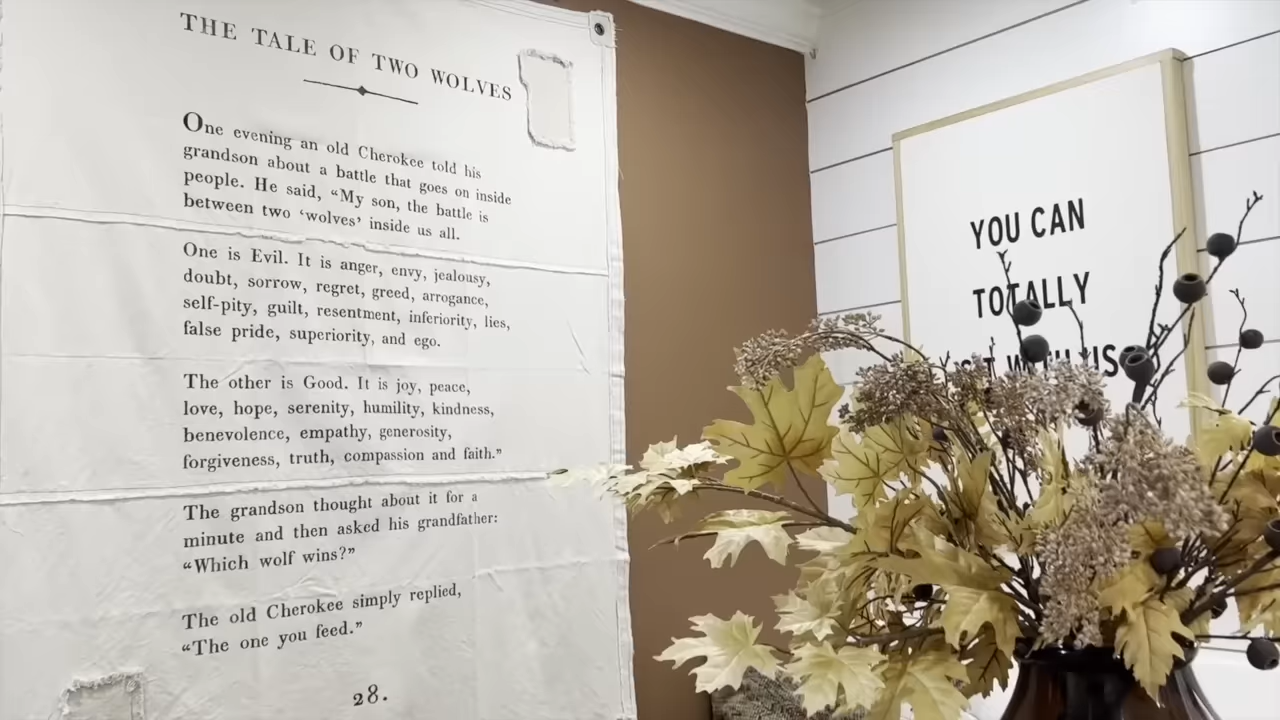 THE TALE OF TWO WOLVES
One evening an old Cherokee told his
grandson about a battle that goes on inside
people. He said, “My son, the battle is
between two ‘wolves’ inside us all.
One is Evil. It is anger, envy, jealousy,
doubt, sorrow, regret, greed, arrogance,
self-pity, guilt, resentment, inferiority, lies,
false pride, superiority, and ego.
The other is Good. It is joy, peace,
love, hope, serenity, humility, kindness,
benevolence, empathy, generosity,
forgiveness, truth, compassion and faith.”
The grandson thought about it for a
minute and then asked his grandfather:
“Which wolf wins?”
The old Cherokee simply replied,
“The one you feed.”
28.
YOU CAN
TOTALLY
WITH US